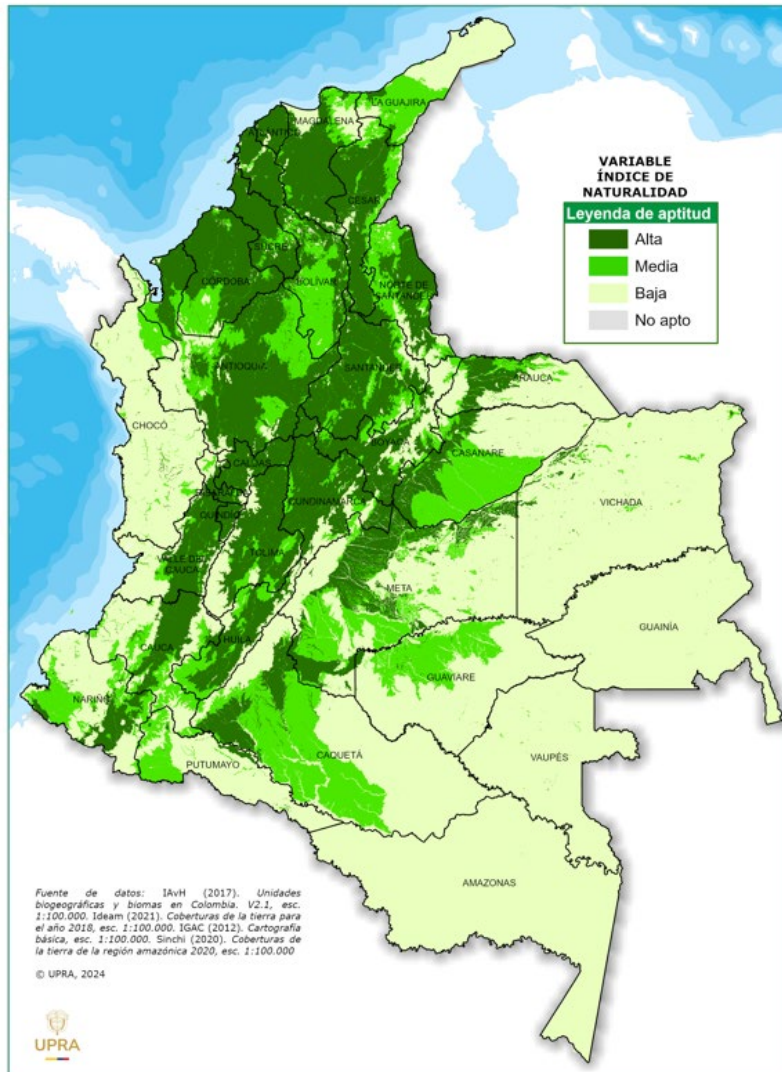 LA GUAJIRA
MAGDALENA
ATLÁNTICO
CESAR
SUCRE
CÓRDOBA
BOLÍVAR
NORTE DE
SANTANDER
ANTIOQUIA
SANTANDER
ARAUCA
CHOCÓ
BOYACÁ
CASANARE
CALDAS
CUNDINAMARCA
VICHADA
QUINDÍO
TOLIMA
VALLE DEL
CAUCA
META
GUAINÍA
HUILA
CAUCA
GUAVIARE
NARIÑO
CAQUETÁ
VAUPÉS
PUTUMAYO
AMAZONAS
VARIABLE
ÍNDICE DE
NATURALIDAD
Leyenda de aptitud
Alta
Media
Baja
No apto
Fuente de datos: IAvH (2017). Unidades
biogeográficas y biomas en Colombia. V2.1, esc.
1:100.000. Ideam (2021). Coberturas de la tierra para
el año 2018, esc. 1:100.000. IGAC (2012). Cartografía
básica, esc. 1:100.000. Sinchi (2020). Coberturas de
la tierra de la región amazónica 2020, esc. 1:100.000
© UPRA, 2024
UPRA